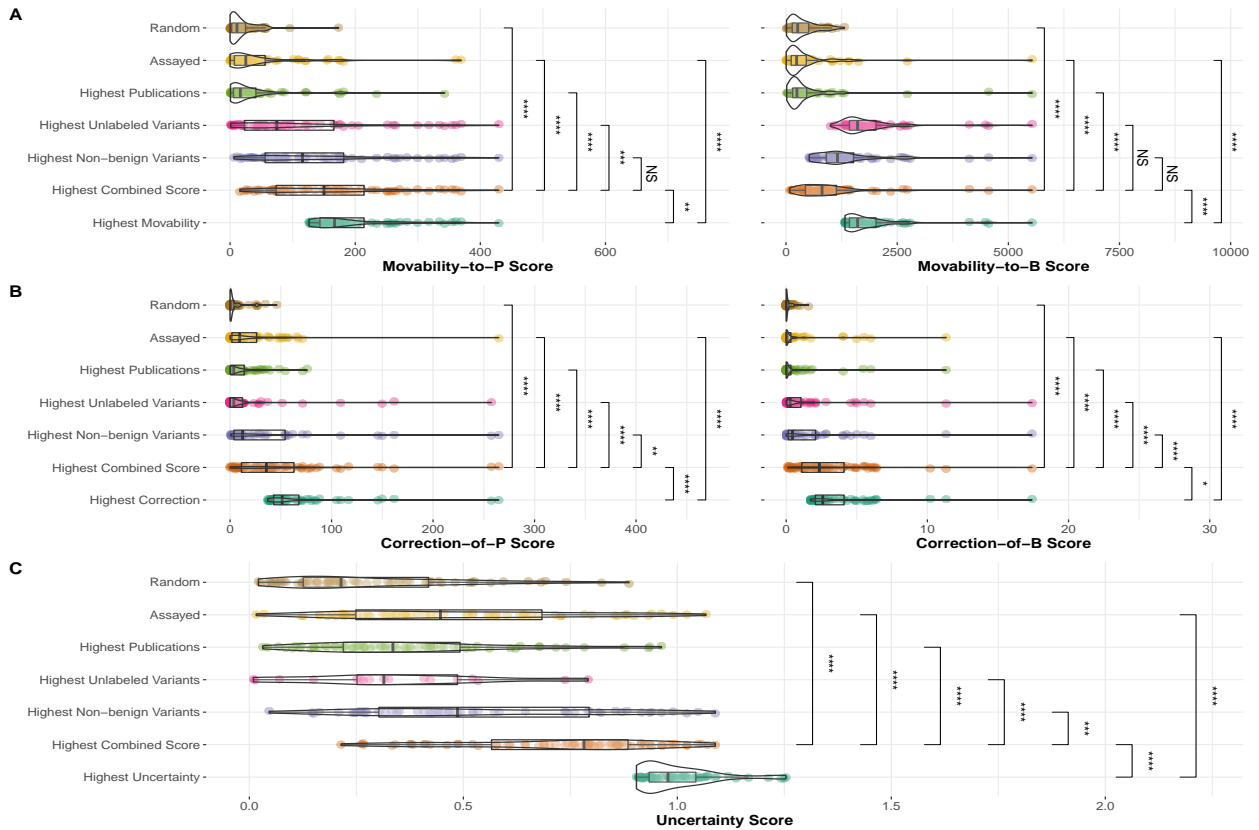 A
Random
Assayed
Highest Publications
Highest Unlabeled Variants
Highest Non−benign Variants
Highest Combined Score
Highest Movability
0 200 400 600
Movability−to−P Score
**** **** **** *** NS ** ****
0 2500 5000 7500 10000
Movability−to−B Score
**** **** **** NS NS **** ****
B
Random
Assayed
Highest Publications
Highest Unlabeled Variants
Highest Non−benign Variants
Highest Combined Score
Highest Correction
0 100 200 300 400
Correction−of−P Score
**** **** **** **** ** **** ****
0 10 20 30
Correction−of−B Score
**** **** **** **** **** * ****
C
Random
Assayed
Highest Publications
Highest Unlabeled Variants
Highest Non−benign Variants
Highest Combined Score
Highest Uncertainty
0.0 0.5 1.0 1.5 2.0
Uncertainty Score
**** **** **** **** *** **** ****